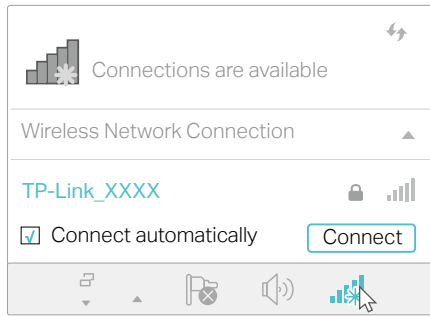 Connections are available
Wireless Network Connection
TP-Link_XXXX
Connect automatically
Connect